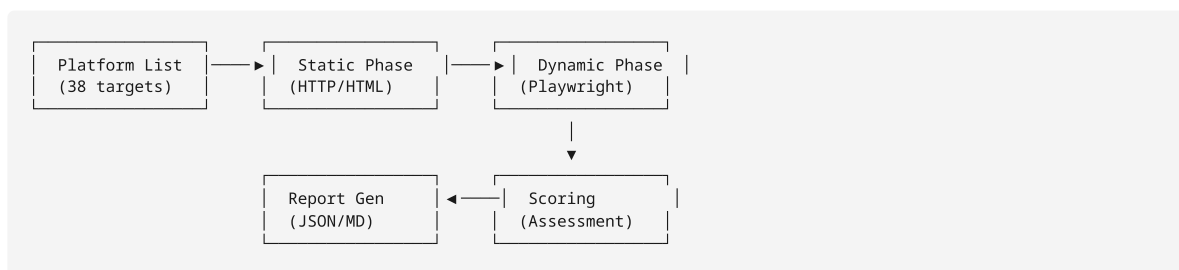 Platform List
(38 targets)
Static Phase
(HTTP/HTML)
Dynamic Phase
(Playwright)
Report Gen
(JSON/MD)
Scoring
(Assessment)